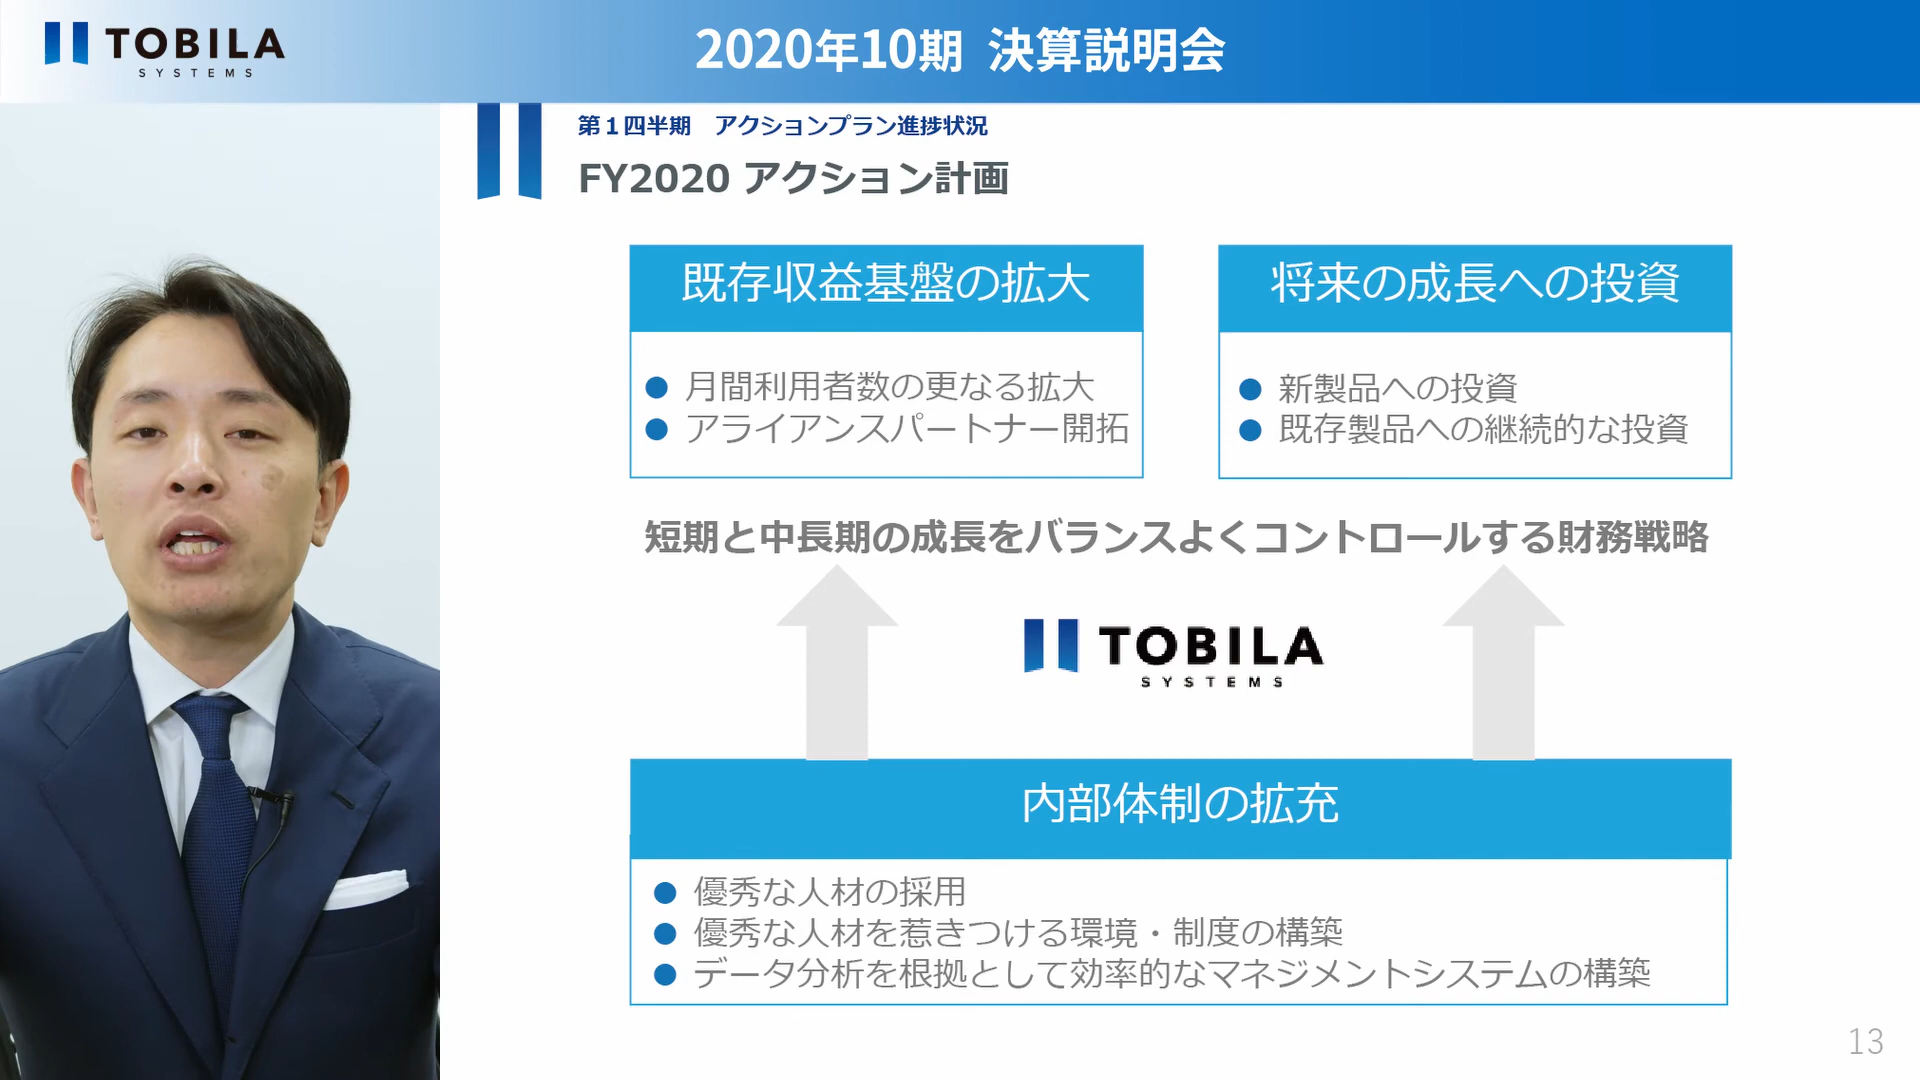 TOBILA
SYSTEMS
2020年10期 決算説明会
第１四半期　アクションプラン進捗状況
FY2020 アクション計画
既存収益基盤の拡大
● 月間利用者数の更なる拡大
● アライアンスパートナー開拓
将来の成長への投資
● 新製品への投資
● 既存製品への継続的な投資
短期と中長期の成長をバランスよくコントロールする財務戦略
TOBILA
SYSTEMS
内部体制の拡充
● 優秀な人材の採用
● 優秀な人材を惹きつける環境・制度の構築
● データ分析を根拠として効率的なマネジメントシステムの構築
13